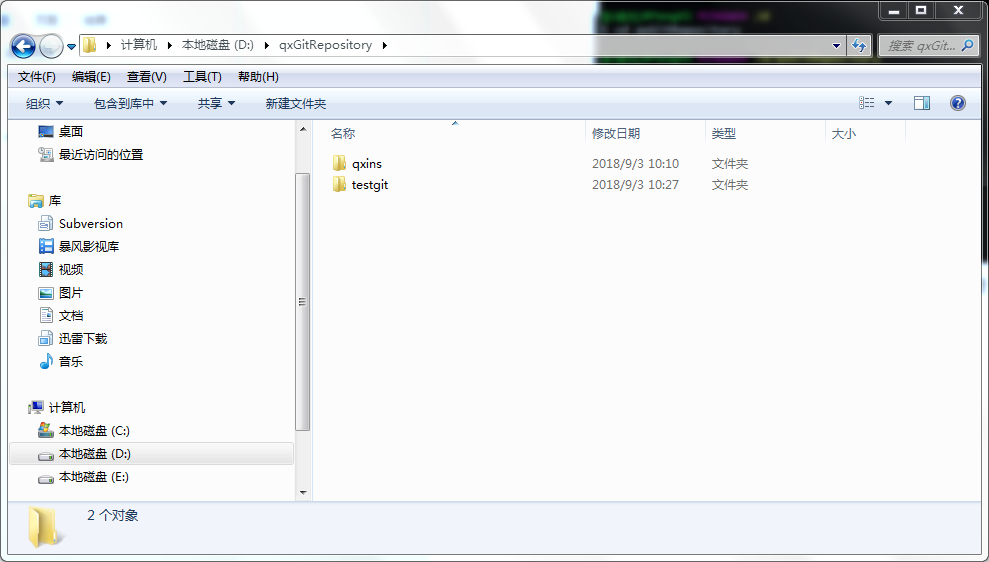 计算机 本地磁盘 (D:) qxGitRepository 搜索 qxGit...
文件(F) 编辑(E) 查看(V) 工具(T) 帮助(H)
组织 包含到库中 共享 新建文件夹
桌面
最近访问的位置
库
Subversion
暴风影视库
视频
图片
文档
迅雷下载
音乐
计算机
本地磁盘 (C:)
本地磁盘 (D:)
本地磁盘 (E:)
名称 修改日期 类型 大小
qxins 2018/9/3 10:10 文件夹
testgit 2018/9/3 10:27 文件夹
2 个对象